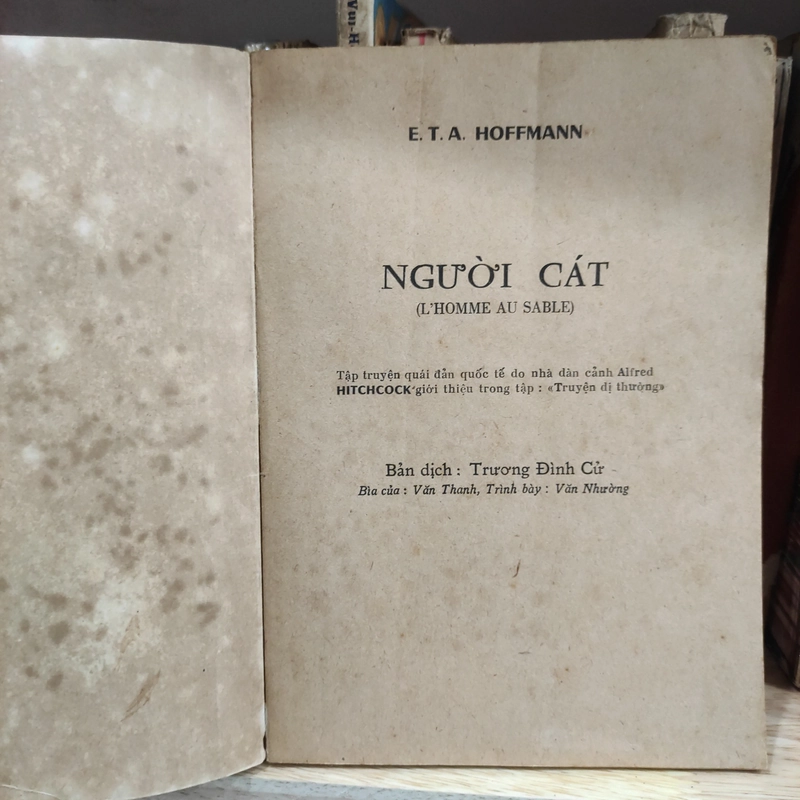 E. T. A. HOFFMANN
NGƯỜI CÁT
(L'HOMME AU SABLE)
Tập truyện quái đản quốc tế do nhà dàn cảnh Alfred
HITCHCOCK giới thiệu trong tập : «Truyện dị thường»
Bản dịch : Trương Đình Cử
Bìa của : Văn Thanh, Trình bày : Văn Nhường